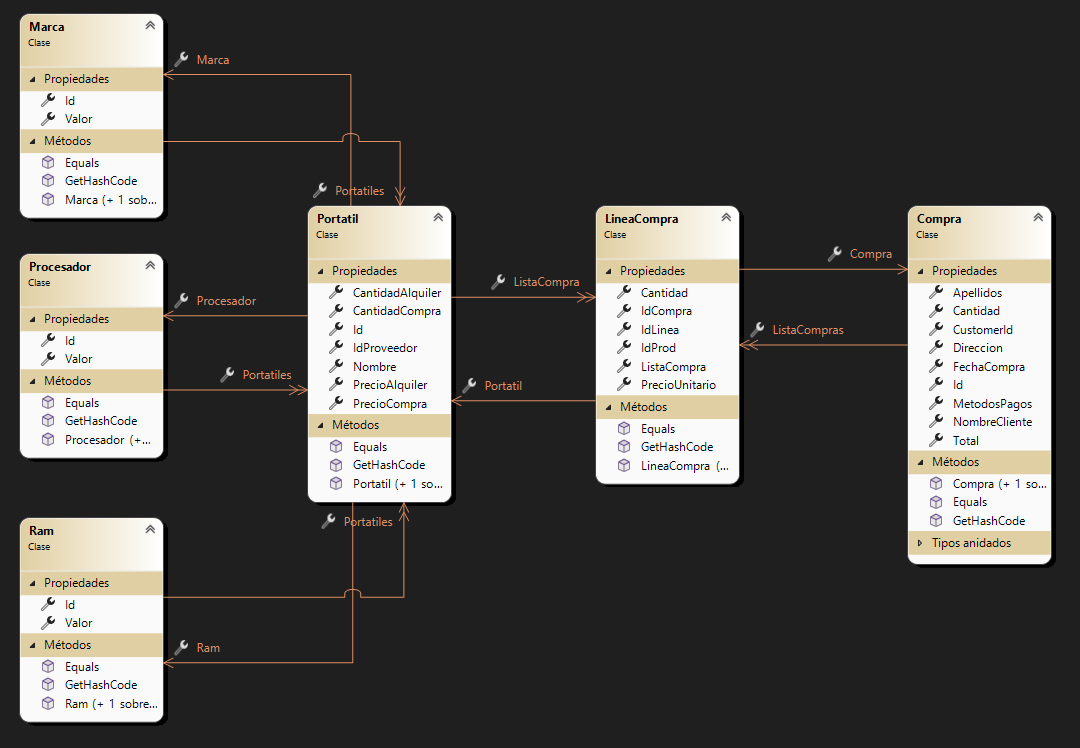 Marca
Clase
Propiedades
Id
Valor
Métodos
Equals
GetHashCode
Marca (+ 1 sob...
Marca
Portatiles
Procesador
Clase
Propiedades
Id
Valor
Métodos
Equals
GetHashCode
Procesador (+...
Procesador
Portatiles
Ram
Clase
Propiedades
Id
Valor
Métodos
Equals
GetHashCode
Ram (+ 1 sobre...
Portatiles
Ram
Portatil
Clase
Propiedades
CantidadAlquiler
CantidadCompra
Id
IdProveedor
Nombre
PrecioAlquiler
PrecioCompra
Métodos
Equals
GetHashCode
Portatil (+ 1 so...
ListaCompra
Portatil
LineaCompra
Clase
Propiedades
Cantidad
IdCompra
IdLinea
IdProd
ListaCompra
PrecioUnitario
Métodos
Equals
GetHashCode
LineaCompra (...
Compra
ListaCompras
Compra
Clase
Propiedades
Apellidos
Cantidad
CustomerId
Direccion
FechaCompra
Id
MetodosPagos
NombreCliente
Total
Métodos
Compra (+ 1 so...
Equals
GetHashCode
Tipos anidados